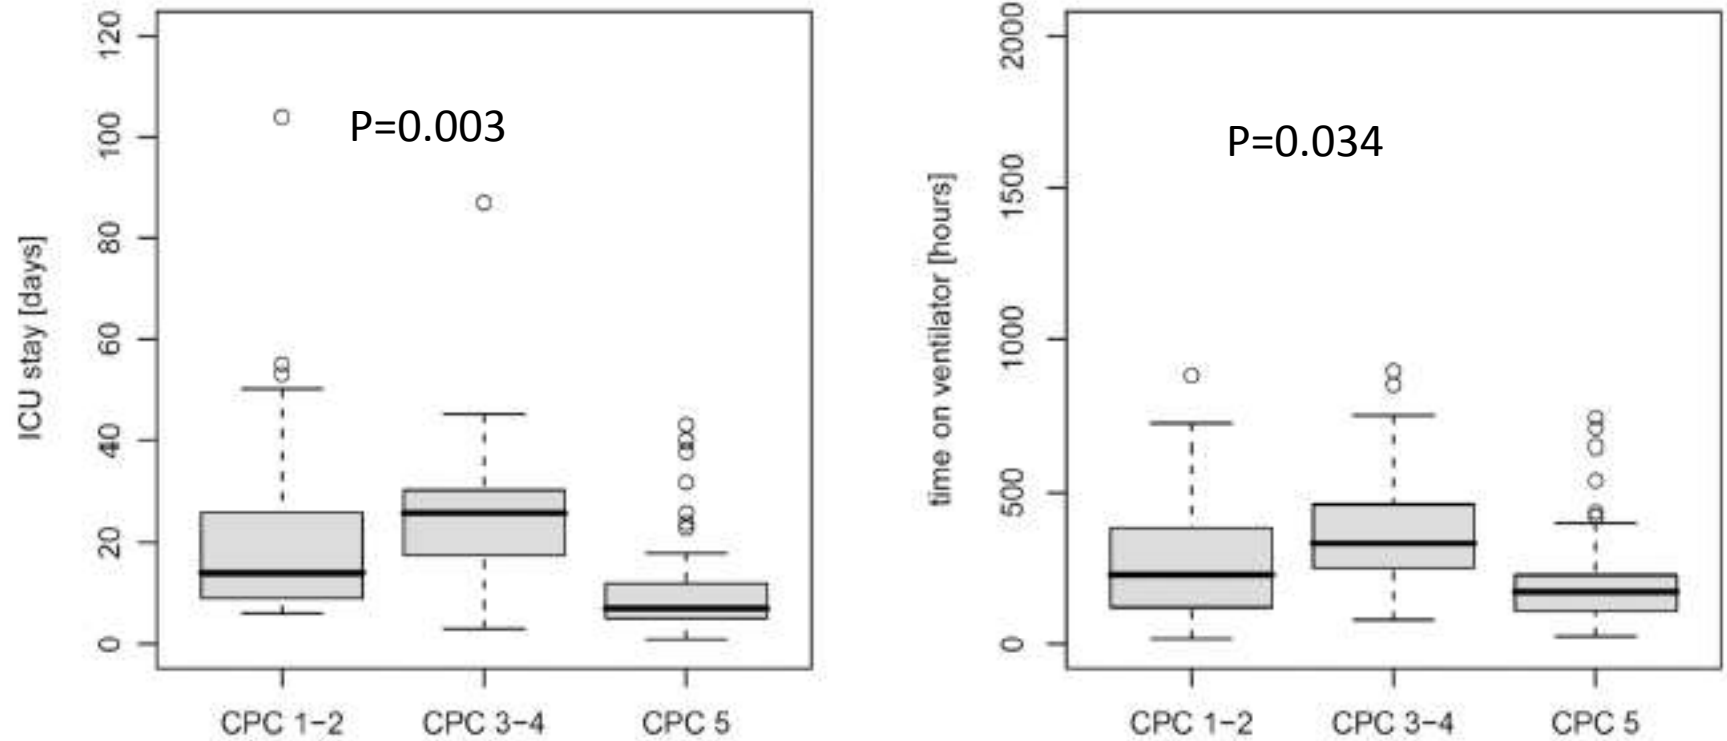 ICU stay [days]
120
100
80
60
40
20
0
P=0.003
CPC 1−2
CPC 3−4
CPC 5
time on ventilator [hours]
2000
1500
1000
500
0
P=0.034
CPC 1−2
CPC 3−4
CPC 5